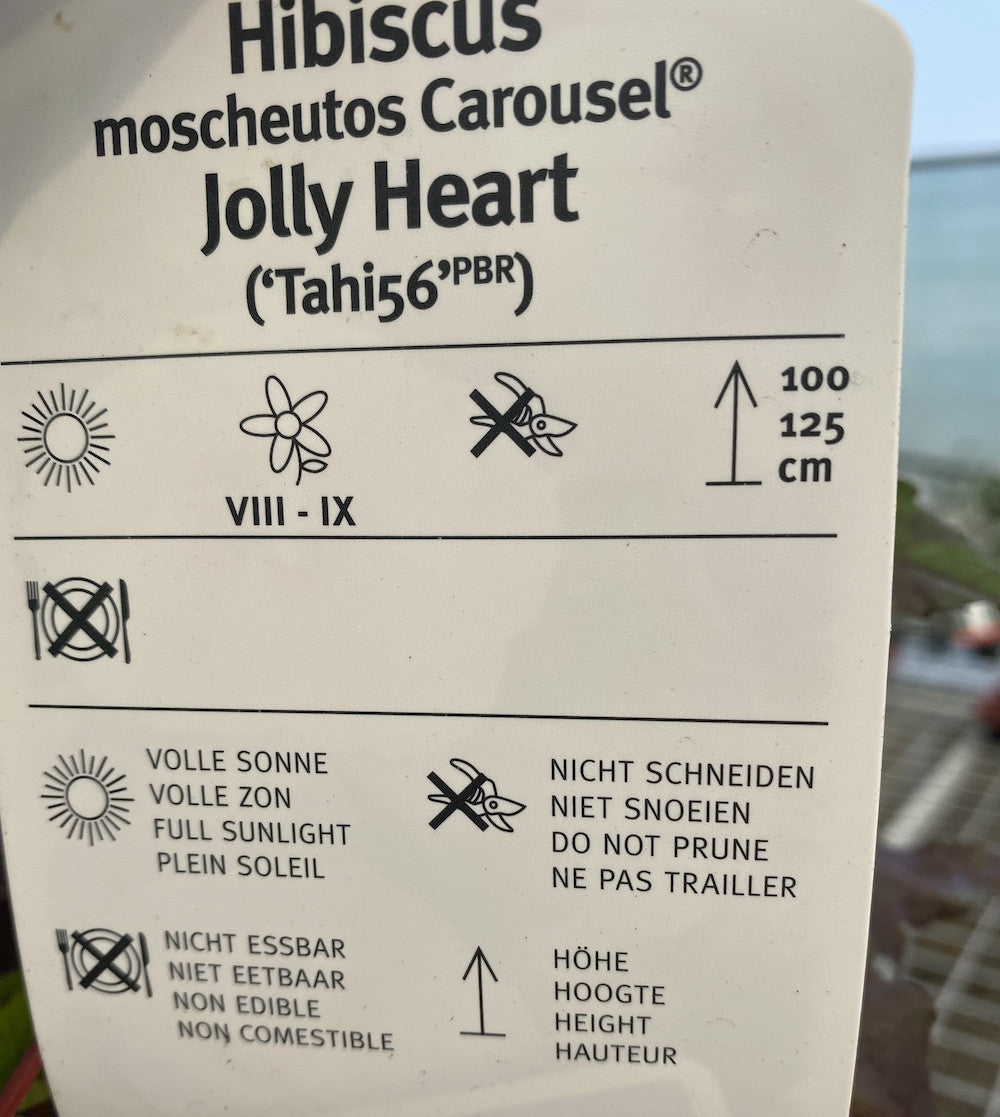 Hibiscus
moscheutos Carousel®
Jolly Heart
(‘Tahi56’PBR)
100
125
cm
VIII - IX
VOLLE SONNE
VOLLE ZON
FULL SUNLIGHT
PLEIN SOLEIL
NICHT SCHNEIDEN
NIET SNOEIEN
DO NOT PRUNE
NE PAS TRAILLER
NICHT ESSBAR
NIET EETBAAR
NON EDIBLE
NON COMESTIBLE
HÖHE
HOOGTE
HEIGHT
HAUTEUR